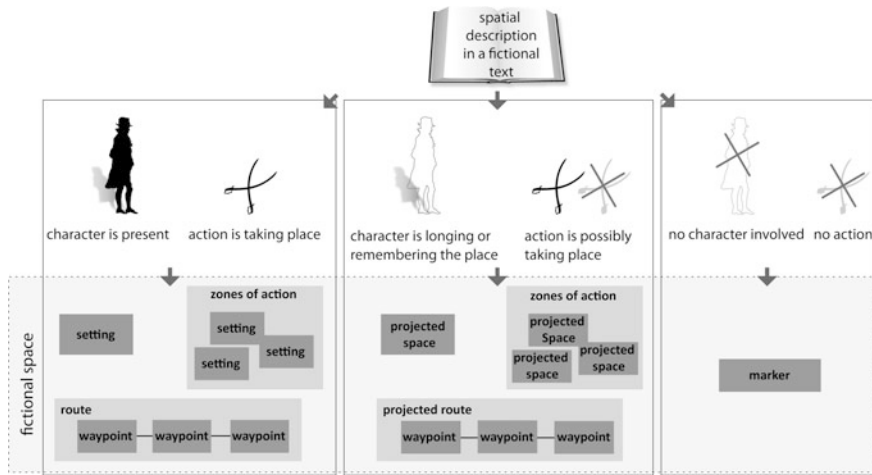 spatial
description
in a fictional
text
character is present
action is taking place
character is longing or
remembering the place
action is possibly
taking place
no character involved
no action
fictional space
setting
zones of action
setting
setting
setting
route
waypoint
waypoint
waypoint
projected
space
zones of action
projected
Space
projected
space
projected
space
projected route
waypoint
waypoint
waypoint
marker